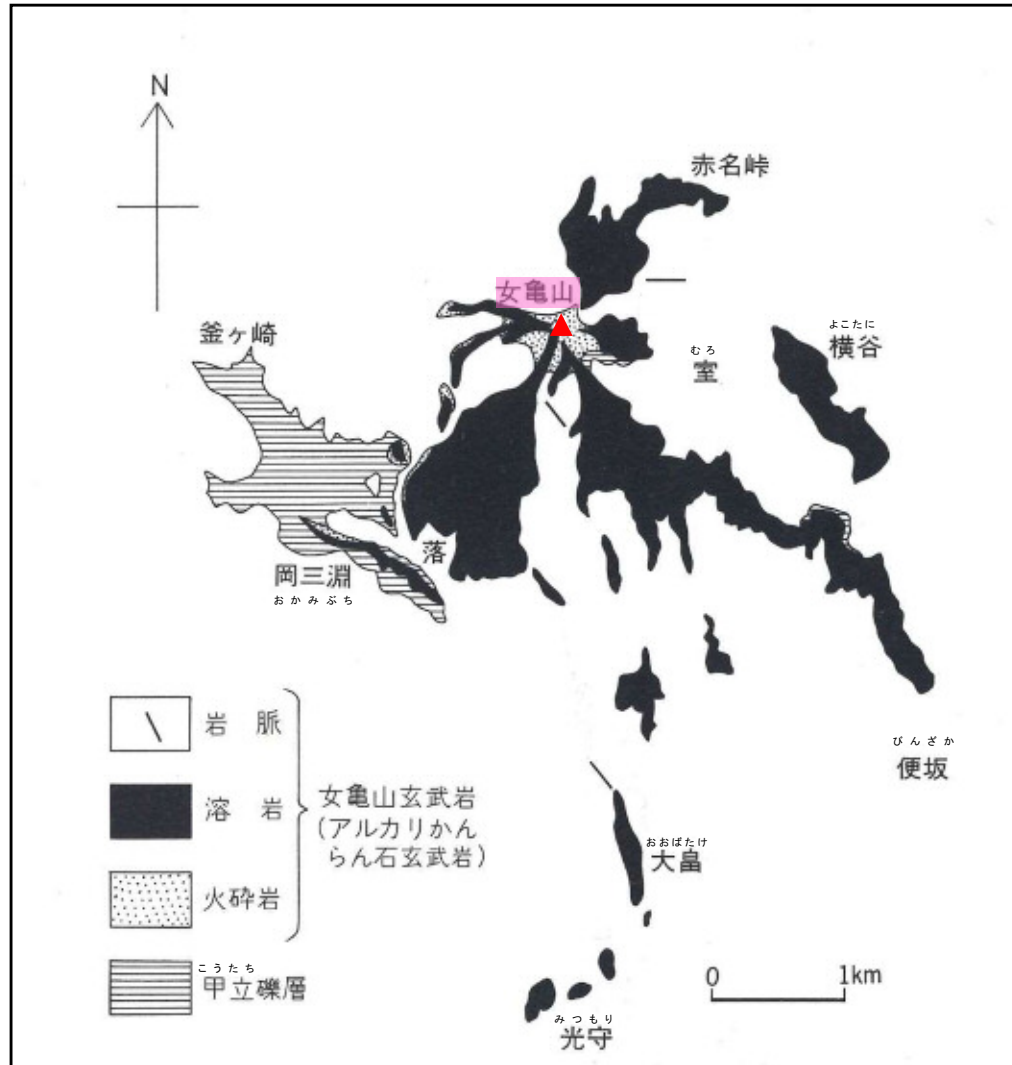 N
赤名峠
女亀山
釜ヶ崎
よこたに
横谷
むろ
室
落
岡三淵
おかみぶち
岩脈
溶岩
火砕岩
女亀山玄武岩
(アルカリかん
らん石玄武岩)
こうたち
甲立礫層
びんざか
便坂
おおばたけ
大畠
0 1km
みつもり
光守